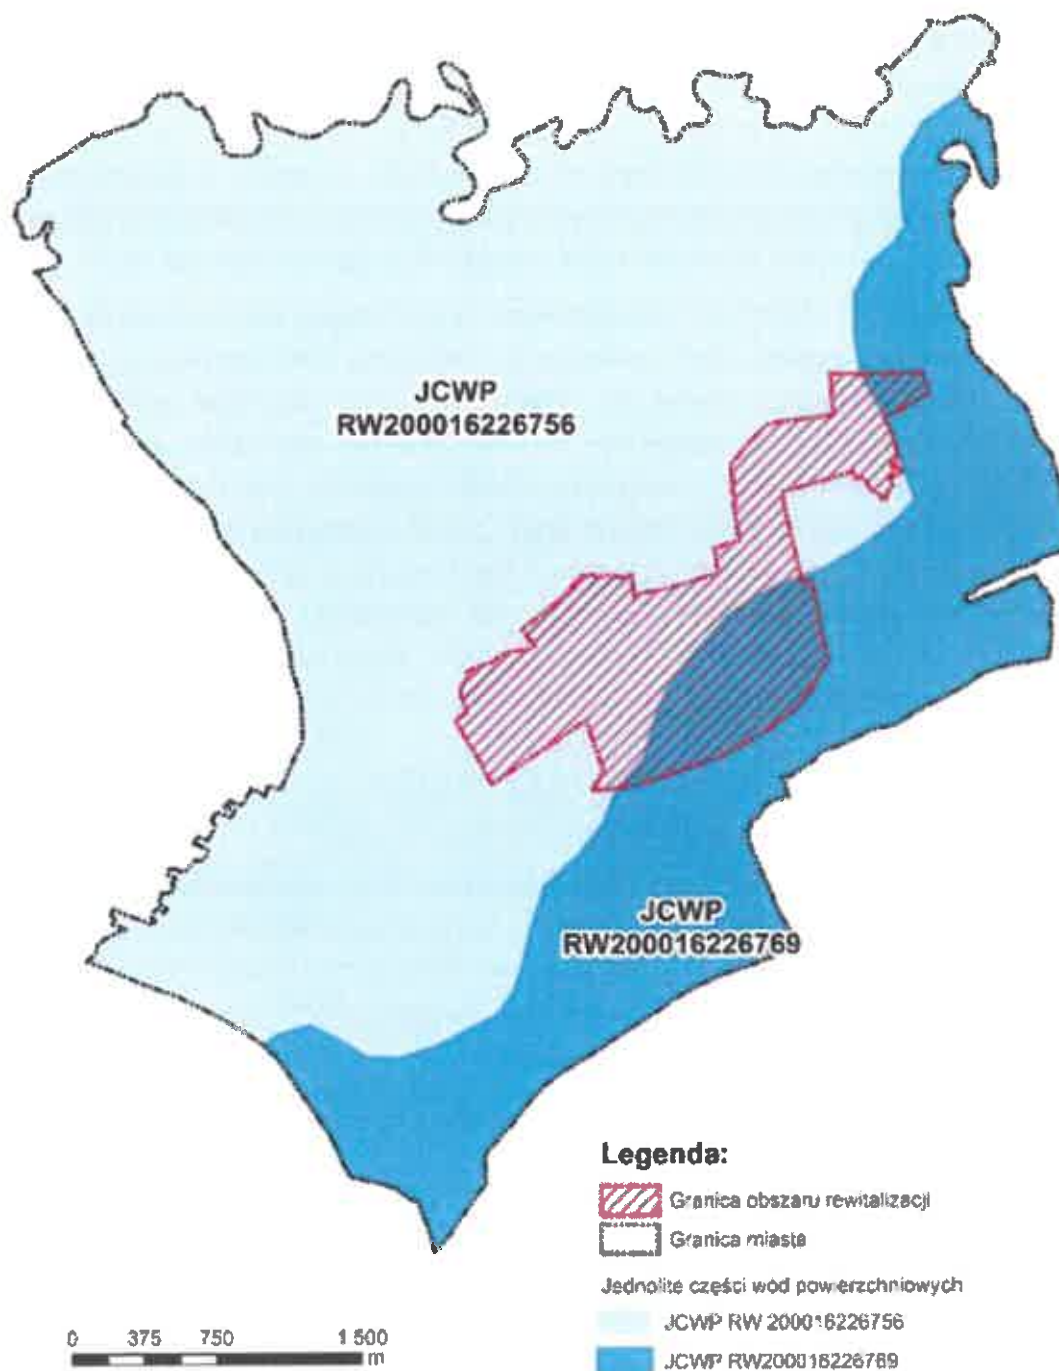 JCWP
RW200016226756
JCWP
RW200016226769
Legenda:
Granica obszaru rewitalizacji
Granica miasta
Jednolite części wód powierzchniowych
JCWP RW 200016226756
JCWP RW200016226769
0 375 750 1 500
m